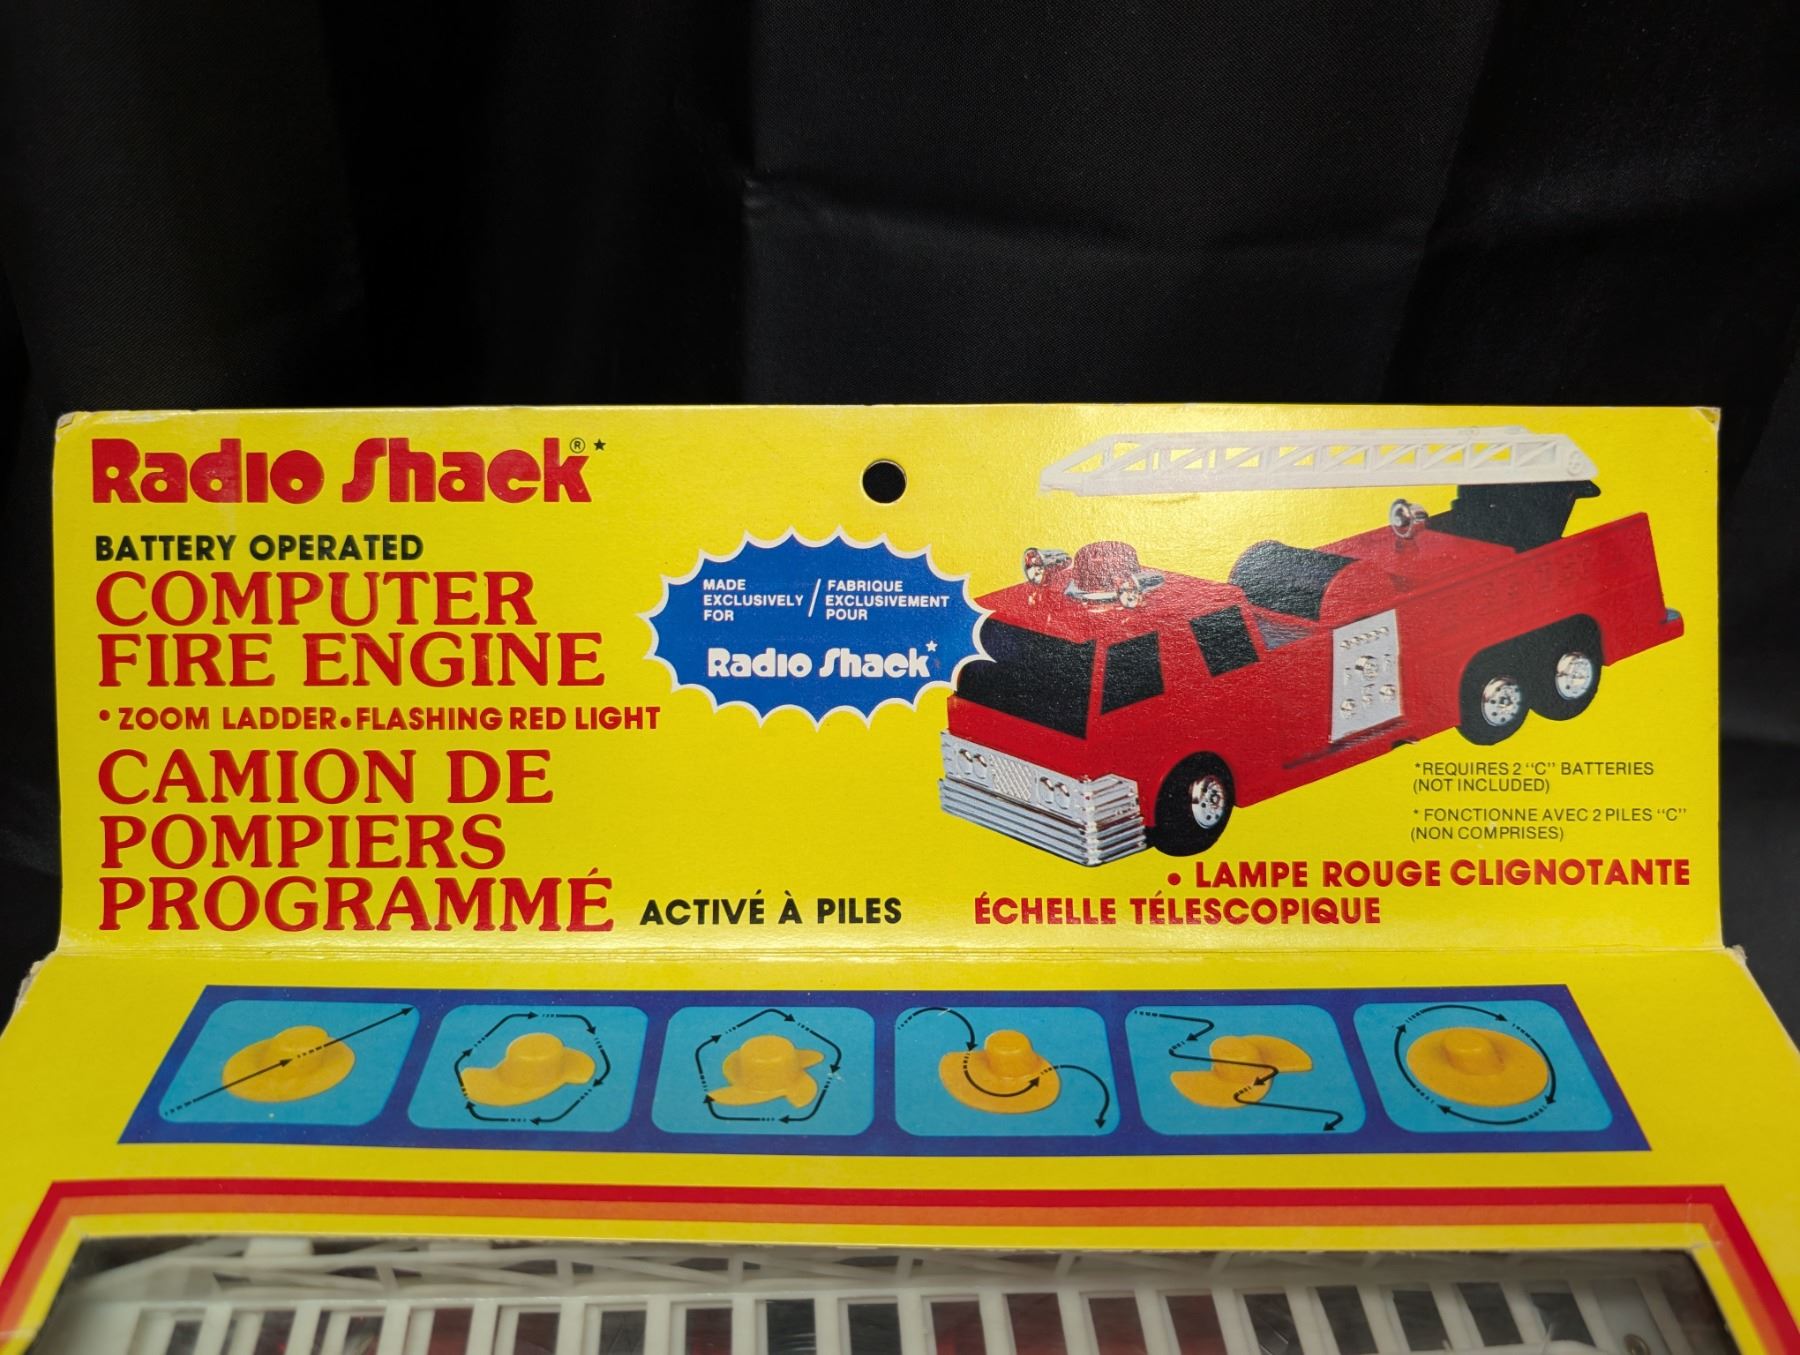 Radio Shack®*
BATTERY OPERATED
COMPUTER
FIRE ENGINE
• ZOOM LADDER • FLASHING RED LIGHT
CAMION DE
POMPIERS
PROGRAMMÉ
ACTIVÉ À PILES
MADE
EXCLUSIVELY
FOR
/
FABRIQUE
EXCLUSIVEMENT
POUR
Radio Shack*
*REQUIRES 2 "C" BATTERIES
(NOT INCLUDED)
* FONCTIONNE AVEC 2 PILES "C"
(NON COMPRISES)
• LAMPE ROUGE CLIGNOTANTE
ÉCHELLE TÉLESCOPIQUE